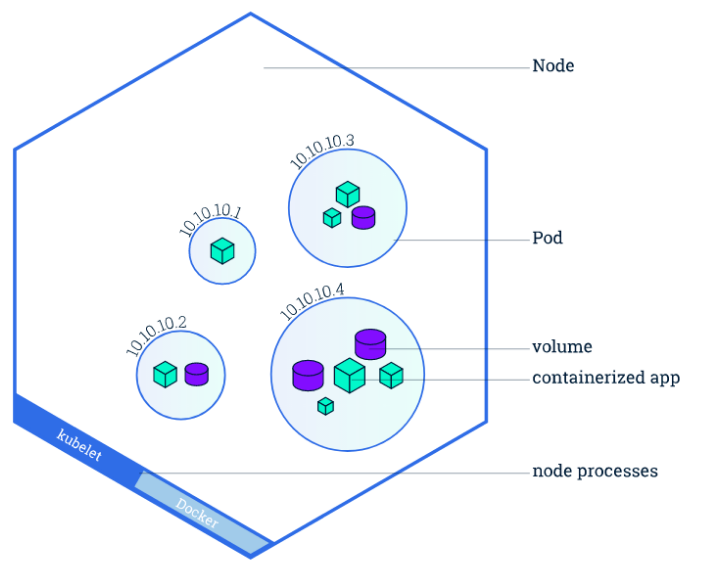 Node
10.10.10.3
10.10.10.1
Pod
10.10.10.4
10.10.10.2
volume
containerized app
kubelet
node processes
Docker